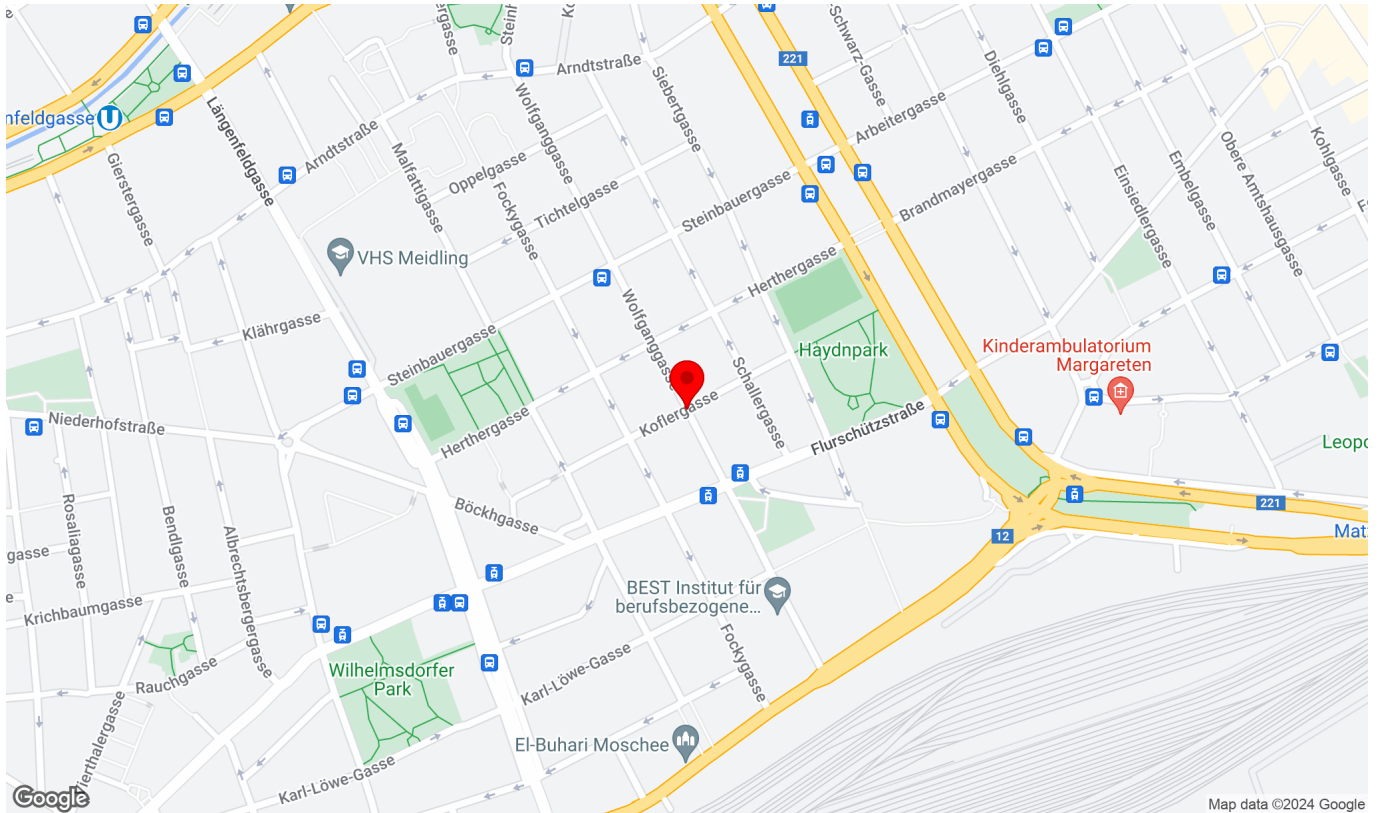 Arndtstraße
221
Schwarz-Gasse
Diehlgasse
Siebertgasse
Wolfganggasse
Arbeitergasse
Längenfeldgasse
nfeldgasse
U
Arndtstraße
Malfattigasse
Oppelgasse
Fockygasse
Tichtelgasse
Steinbauergasse
Brandmayergasse
Einsiedlergasse
Embelgasse
Obere Amtshausgasse
Kohlgasse
Gierstergasse
VHS Meidling
Herthergasse
Wolfganggasse
Klährgasse
Steinbauergasse
Haydnpark
Kinderambulatorium
Margareten
Schallergasse
Koflergasse
Niederhofstraße
Herthergasse
Flurschützstraße
Leopo
Rosaliagasse
Bendlgasse
Albrechtsbergergasse
Böckhgasse
221
12
Matz
gasse
Krichbaumgasse
BEST Institut für
berufsbezogene...
Fockygasse
Rauchgasse
Wilhelmsdorfer
Park
Karl-Löwe-Gasse
El-Buhari Moschee
Karl-Löwe-Gasse
ierthalergasse
Google
Map data ©2024 Google